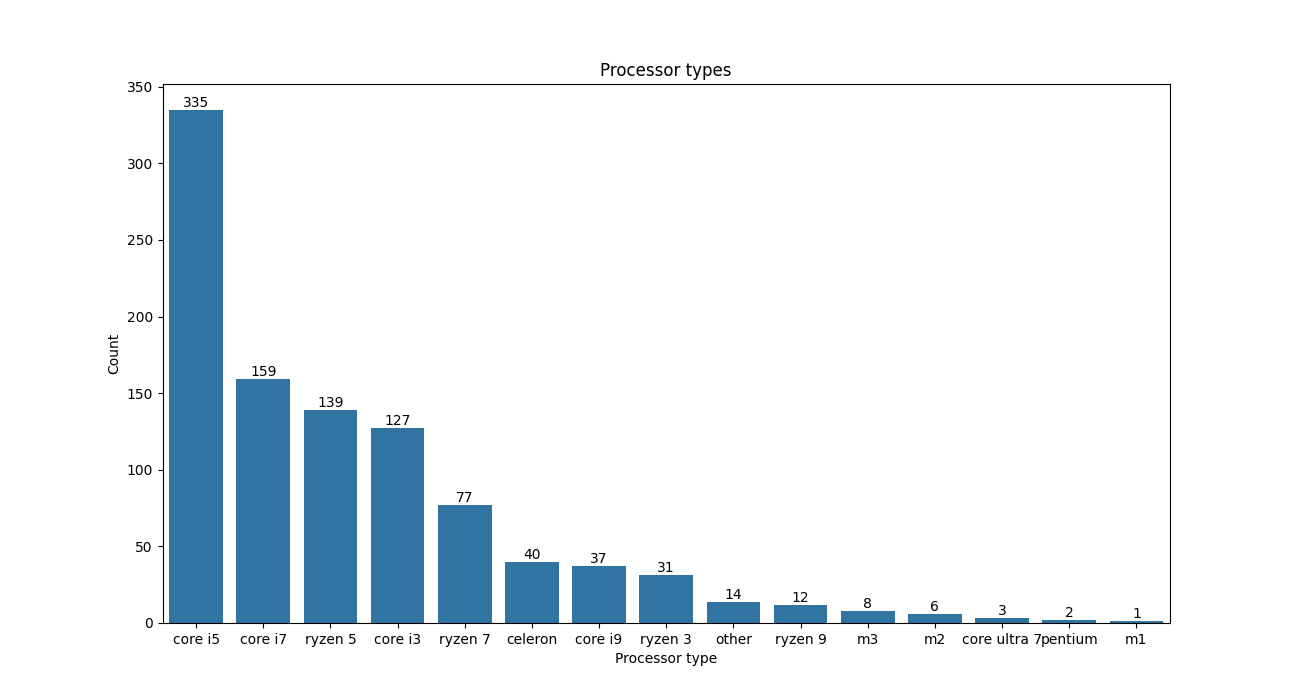 Processor types
350
300
250
200
150
100
50
0
Count
335
159
139
127
77
40
37
31
14
12
8
6
3
2
1
core i5
core i7
ryzen 5
core i3
ryzen 7
celeron
core i9
ryzen 3
other
ryzen 9
m3
m2
core ultra 7
pentium
m1
Processor type